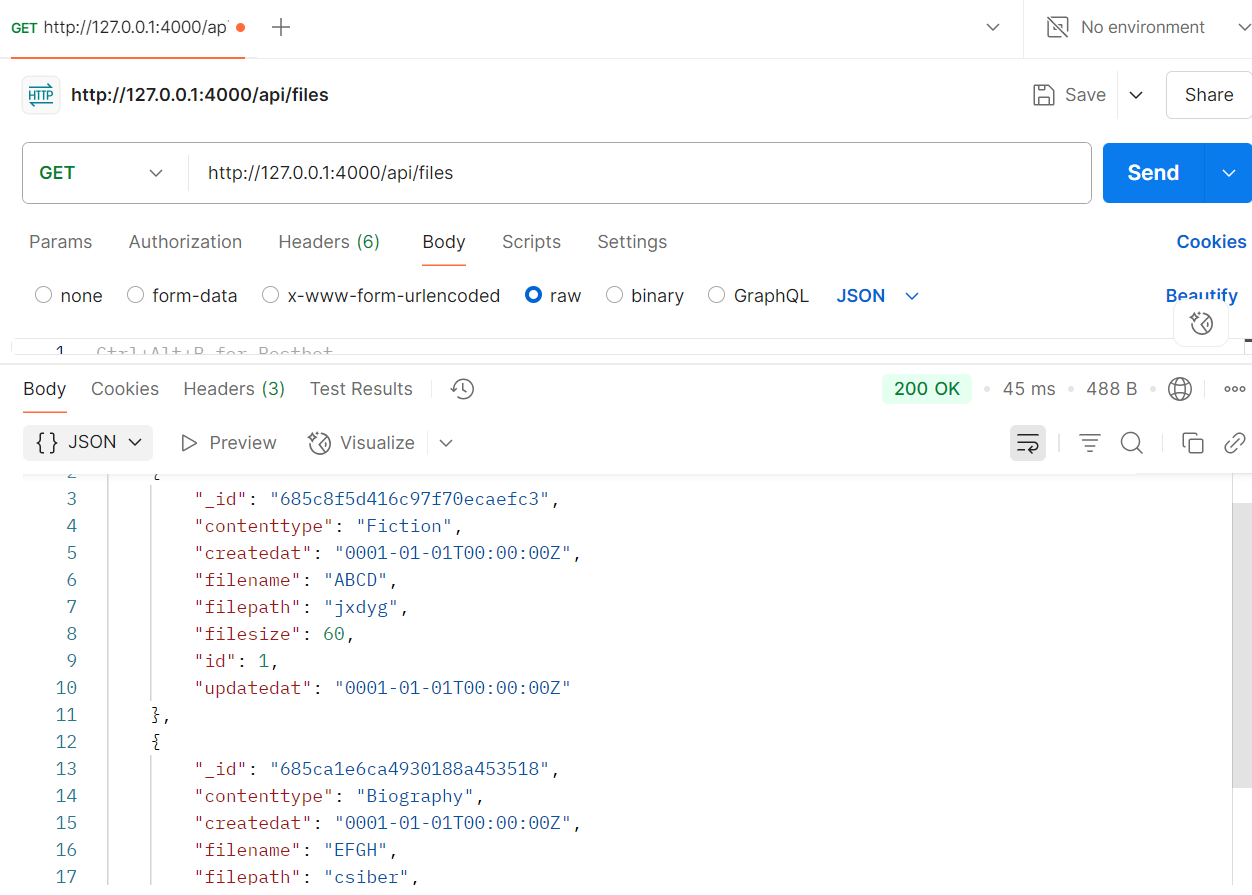 GET http://127.0.0.1:4000/ap
No environment
HTTP http://127.0.0.1:4000/api/files
Save
Share
GET http://127.0.0.1:4000/api/files
Send
Params Authorization Headers (6) Body Scripts Settings Cookies
none form-data x-www-form-urlencoded raw binary GraphQL JSON Beautify
1 Ctrl+Alt+P for Postbot
Body Cookies Headers (3) Test Results 200 OK 45 ms 488 B
{} JSON Preview Visualize
2 {
3 "_id": "685c8f5d416c97f70ecaefc3",
4 "contenttype": "Fiction",
5 "createdat": "0001-01-01T00:00:00Z",
6 "filename": "ABCD",
7 "filepath": "jxdyg",
8 "filesize": 60,
9 "id": 1,
10 "updatedat": "0001-01-01T00:00:00Z"
11 },
12 {
13 "_id": "685ca1e6ca4930188a453518",
14 "contenttype": "Biography",
15 "createdat": "0001-01-01T00:00:00Z",
16 "filename": "EFGH",
17 "filepath": "csiber",